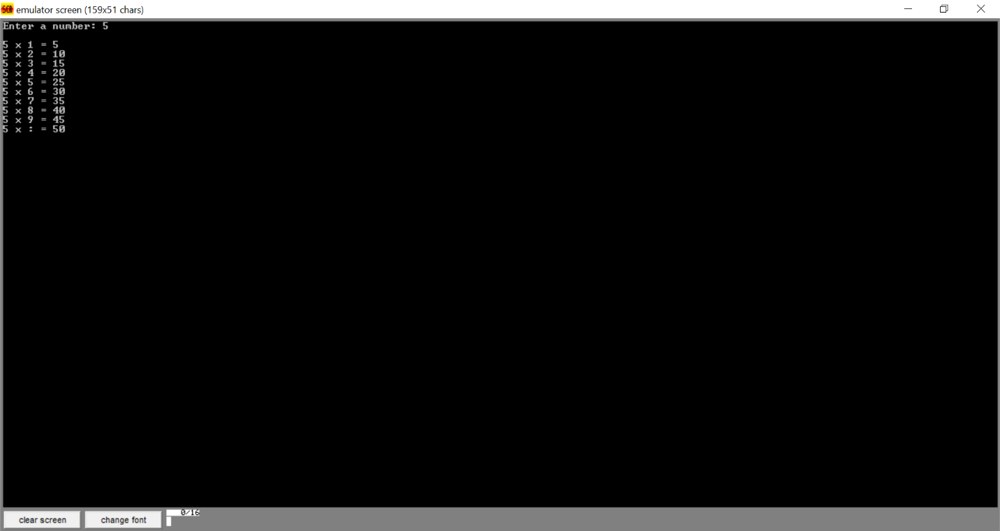 SCR emulator screen (159x51 chars)
Enter a number: 5
5 x 1 = 5
5 x 2 = 10
5 x 3 = 15
5 x 4 = 20
5 x 5 = 25
5 x 6 = 30
5 x 7 = 35
5 x 8 = 40
5 x 9 = 45
5 x : = 50
clear screen change font 0/16